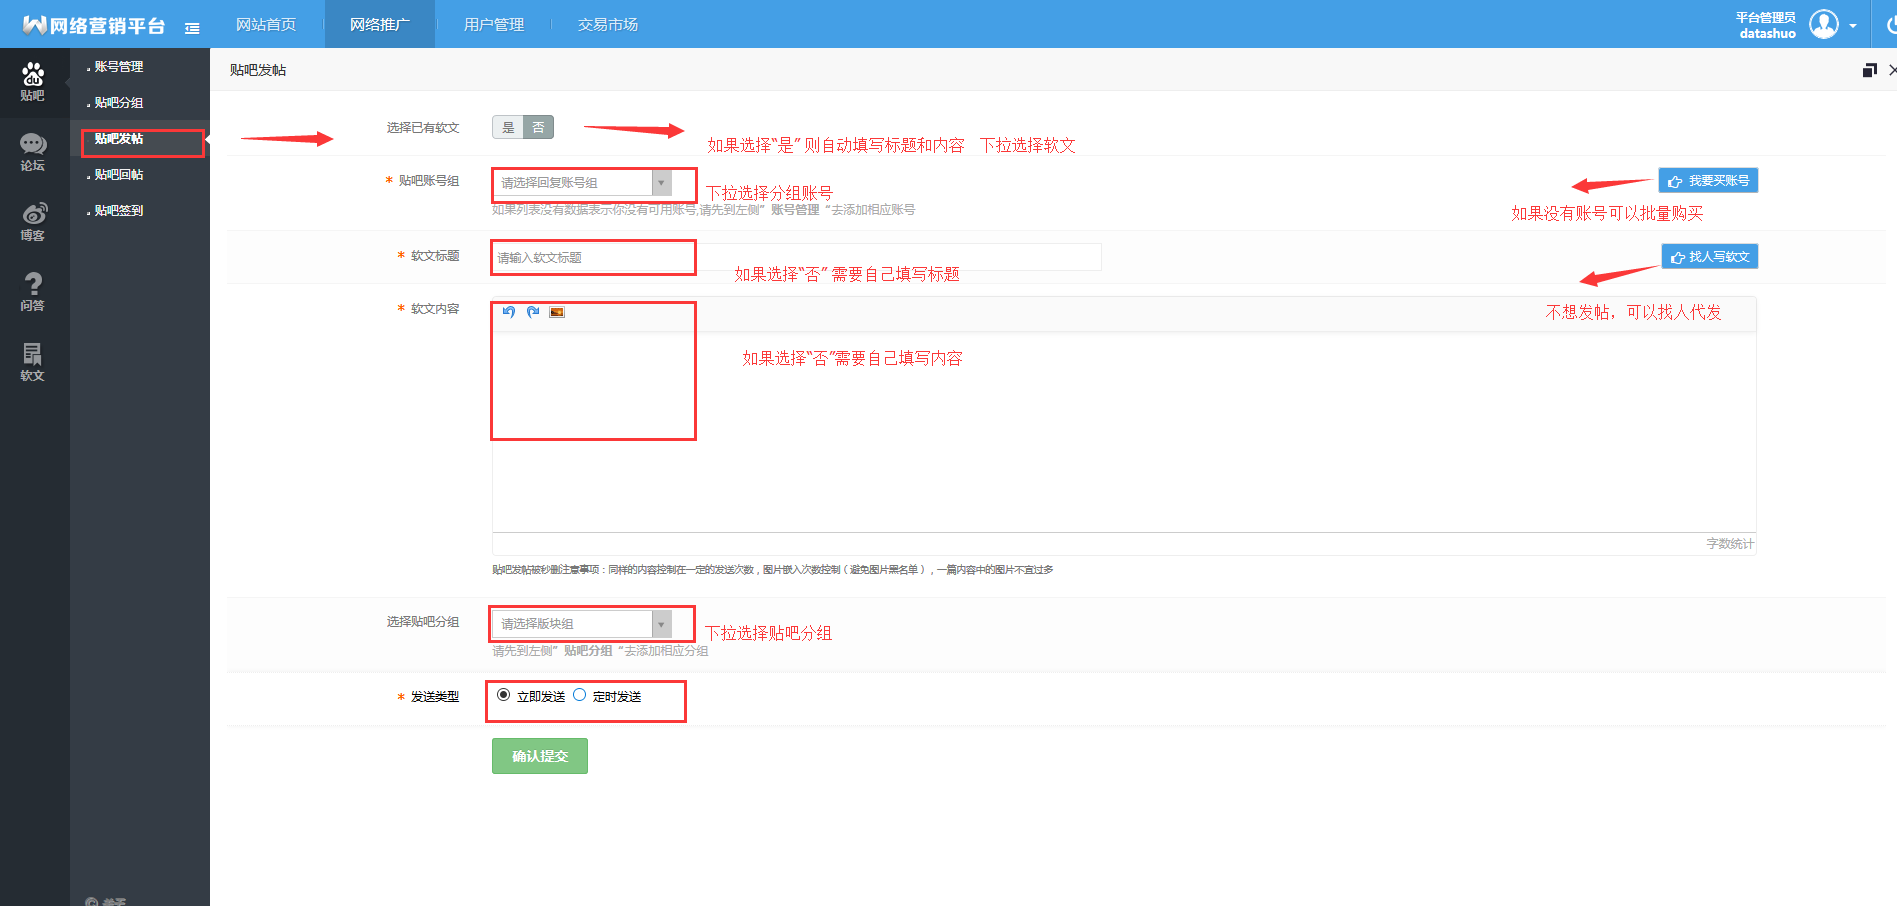 网络营销平台
网站首页
网络推广
用户管理
交易市场
平台管理员
datashuo
贴吧
论坛
博客
问答
软文
账号管理
贴吧分组
贴吧发帖
贴吧回帖
贴吧签到
贴吧发帖
选择已有软文 是 否
如果选择“是” 则自动填写标题和内容 下拉选择软文
* 贴吧账号组 请选择回复账号组
下拉选择分组账号
我要买账号
如果列表没有数据表示你没有可用账号,请先到左侧” 账号管理 “去添加相应账号
如果没有账号可以批量购买
* 软文标题 请输入软文标题
找人写软文
如果选择“否” 需要自己填写标题
* 软文内容
不想发帖，可以找人代发
如果选择“否”需要自己填写内容
字数统计
贴吧发帖被秒删注意事项：同样的内容控制在一定的发送次数，图片嵌入次数控制（避免图片黑名单），一篇内容中的图片不宜过多
选择贴吧分组 请选择版块组
下拉选择贴吧分组
请先到左侧” 贴吧分组 “去添加相应分组
* 发送类型 立即发送 定时发送
确认提交